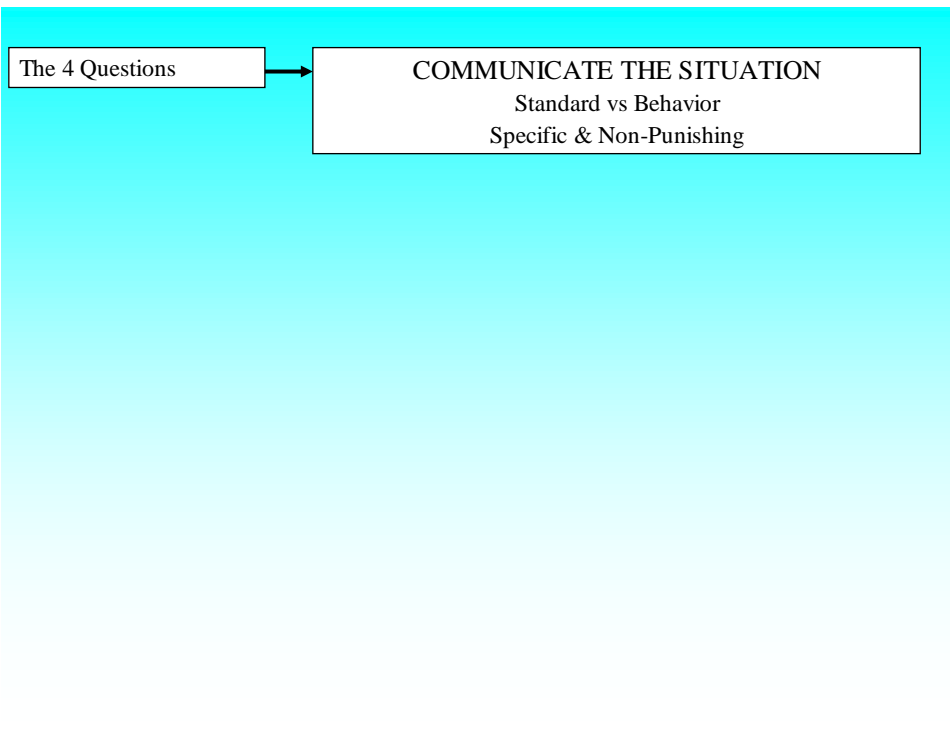 The 4 Questions
COMMUNICATE THE SITUATION
Standard vs Behavior
Specific & Non-Punishing